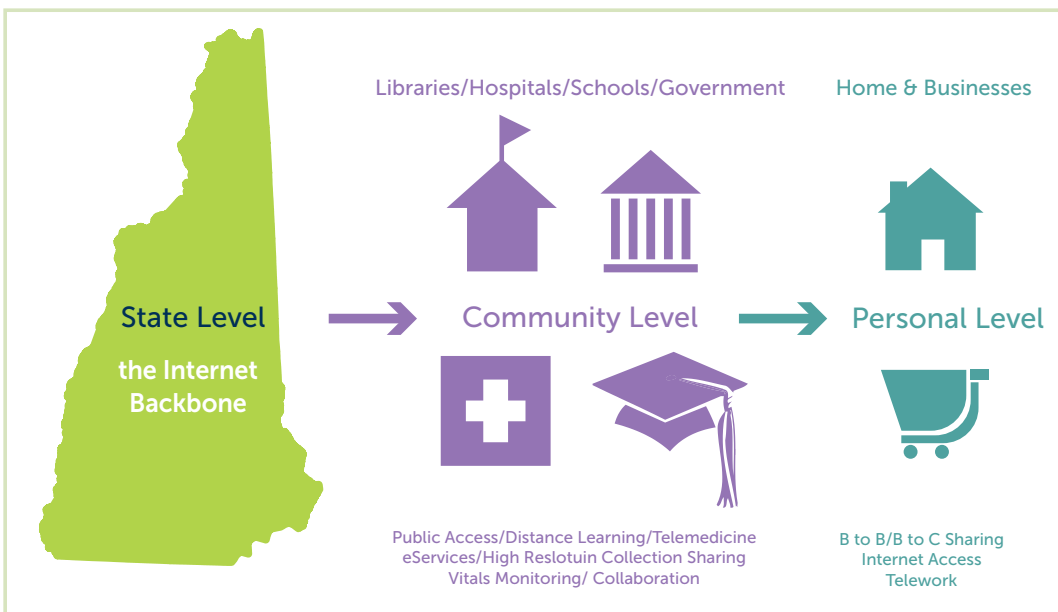 Libraries/Hospitals/Schools/Government
Home & Businesses
State Level
Community Level
Personal Level
the Internet
Backbone
Public Access/Distance Learning/Telemedicine
eServices/High Reslotuin Collection Sharing
Vitals Monitoring/ Collaboration
B to B/B to C Sharing
Internet Access
Telework